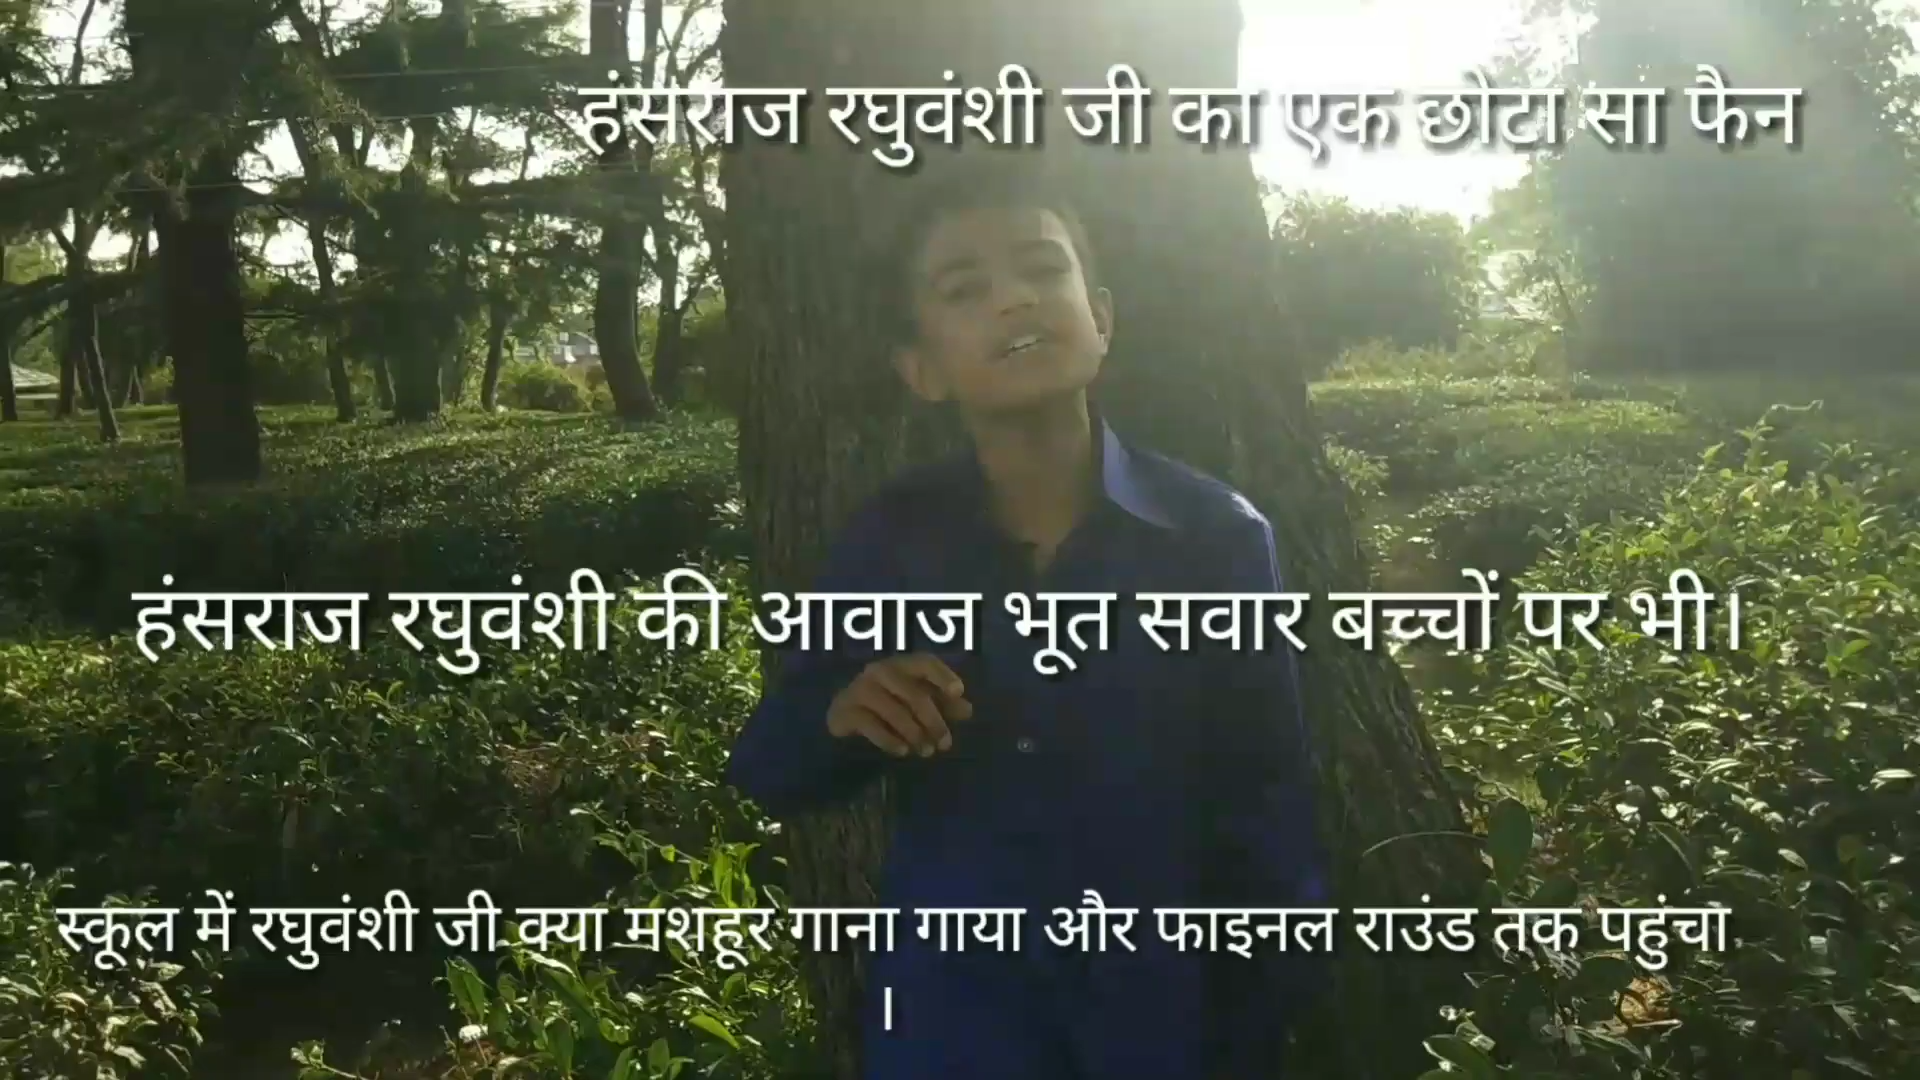 हंसराज रघुवंशी जी का एक छोटा सा फैन
हंसराज रघुवंशी की आवाज भूत सवार बच्चों पर भी।
स्कूल में रघुवंशी जी क्या मशहूर गाना गाया और फाइनल राउंड तक पहुंचा
।